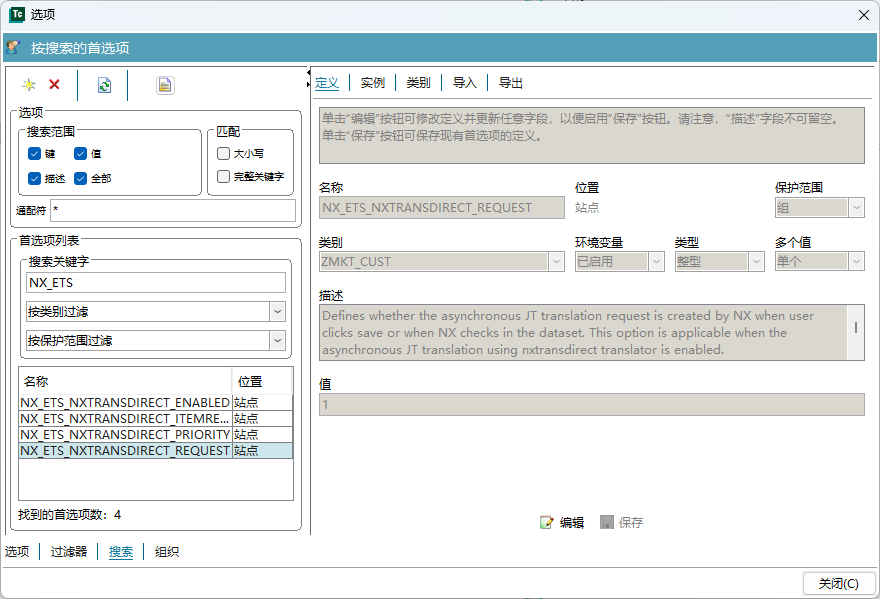 Tc 选项
按搜索的首选项
选项
搜索范围
键 值
描述 全部
匹配
大小写
完整关键字
通配符 *
首选项列表
搜索关键字
NX_ETS
按类别过滤
按保护范围过滤
名称 位置
NX_ETS_NXTRANSDIRECT_ENABLED 站点
NX_ETS_NXTRANSDIRECT_ITEMRE... 站点
NX_ETS_NXTRANSDIRECT_PRIORITY 站点
NX_ETS_NXTRANSDIRECT_REQUEST 站点
找到的首选项数：4
选项 过滤器 搜索 组织
定义 实例 类别 导入 导出
单击“编辑”按钮可修改定义并更新任意字段，以便启用“保存”按钮。请注意，“描述”字段不可留空。
单击“保存”按钮可保存现有首选项的定义。
名称 位置 保护范围
NX_ETS_NXTRANSDIRECT_REQUEST 站点 组
类别 环境变量 类型 多个值
ZMKT_CUST 已启用 整型 单个
描述
Defines whether the asynchronous JT translation request is created by NX when user
clicks save or when NX checks in the dataset. This option is applicable when the
asynchronous JT translation using nxtransdirect translator is enabled.
值
1
编辑 保存
关闭(C)